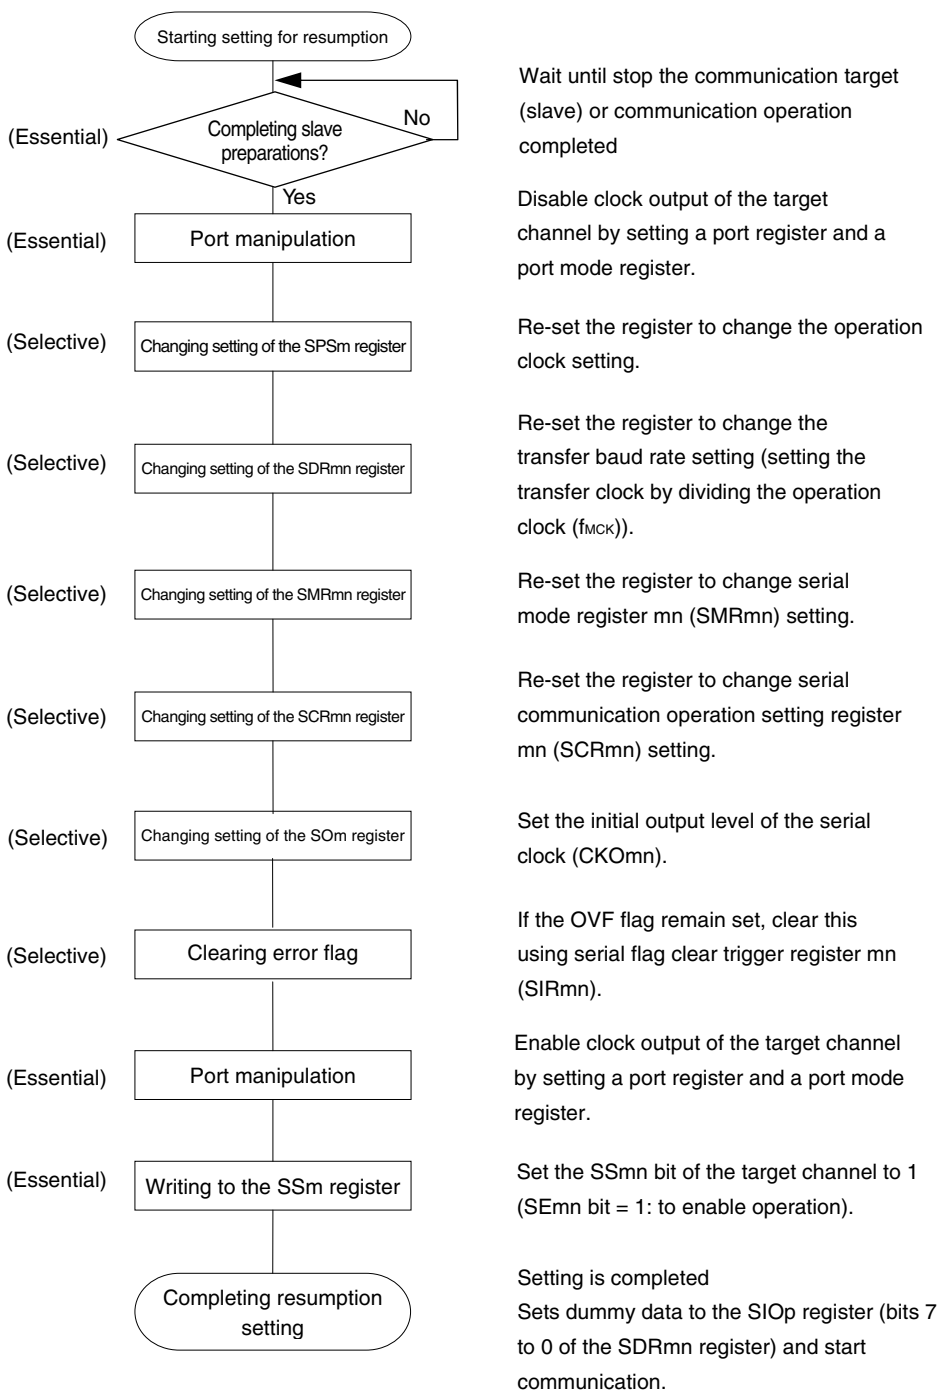 Starting setting for resumption
Wait until stop the communication target
(slave) or communication operation
completed
(Essential)
Completing slave
preparations?
No
Yes
(Essential)
Port manipulation
Disable clock output of the target
channel by setting a port register and a
port mode register.
(Selective)
Changing setting of the SPSm register
Re-set the register to change the operation
clock setting.
(Selective)
Changing setting of the SDRmn register
Re-set the register to change the
transfer baud rate setting (setting the
transfer clock by dividing the operation
clock (fMCK)).
(Selective)
Changing setting of the SMRmn register
Re-set the register to change serial
mode register mn (SMRmn) setting.
(Selective)
Changing setting of the SCRmn register
Re-set the register to change serial
communication operation setting register
mn (SCRmn) setting.
(Selective)
Changing setting of the SOm register
Set the initial output level of the serial
clock (CKOmn).
(Selective)
Clearing error flag
If the OVF flag remain set, clear this
using serial flag clear trigger register mn
(SIRmn).
(Essential)
Port manipulation
Enable clock output of the target channel
by setting a port register and a port mode
register.
(Essential)
Writing to the SSm register
Set the SSmn bit of the target channel to 1
(SEmn bit = 1: to enable operation).
Completing resumption
setting
Setting is completed
Sets dummy data to the SIOp register (bits 7
to 0 of the SDRmn register) and start
communication.